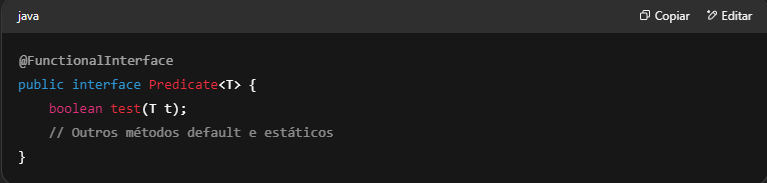 java
Copiar
Editar
@FunctionalInterface
public interface Predicate<T> {
    boolean test(T t);
    // Outros métodos default e estáticos
}